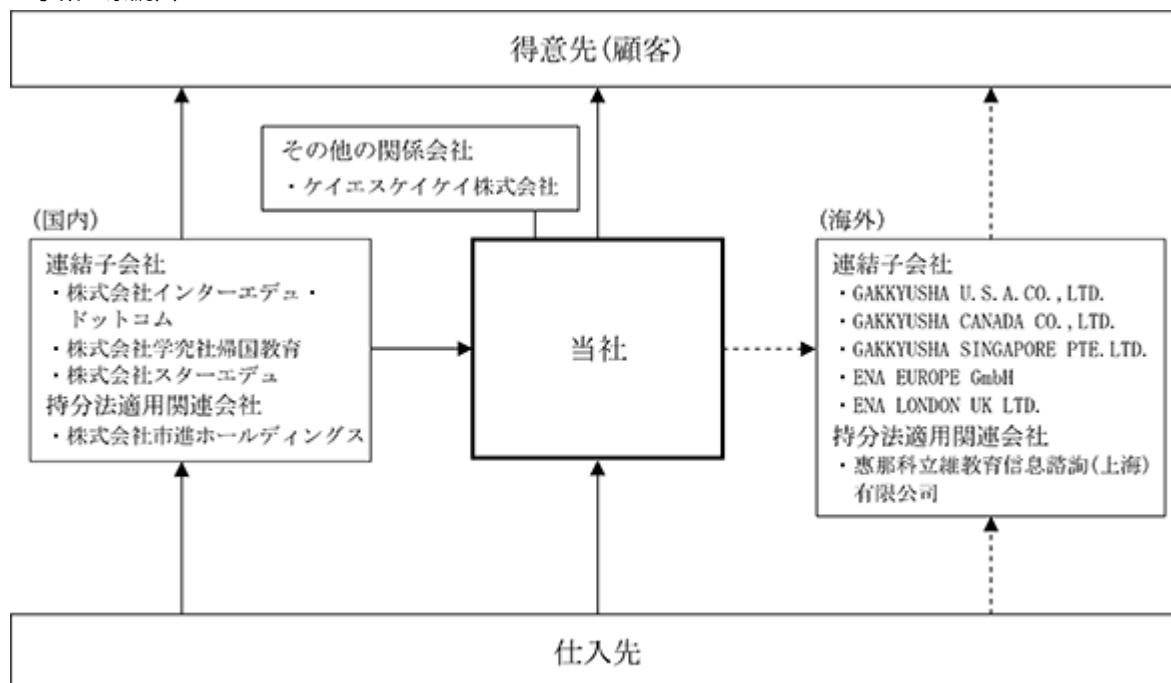 得意先(顧客)
その他の関係会社
・ケイエスケイケイ株式会社
(国内)
連結子会社
・株式会社インターエデュ・
ドットコム
・株式会社学究社帰国教育
・株式会社スターエデュ
持分法適用関連会社
・株式会社市進ホールディングス
当社
(海外)
連結子会社
・GAKKYUSHA U.S.A.CO.,LTD.
・GAKKYUSHA CANADA CO.,LTD.
・GAKKYUSHA SINGAPORE PTE.LTD.
・ENA EUROPE GmbH
・ENA LONDON UK LTD.
持分法適用関連会社
・惠那科立維教育信息諮詢(上海)
有限公司
仕入先